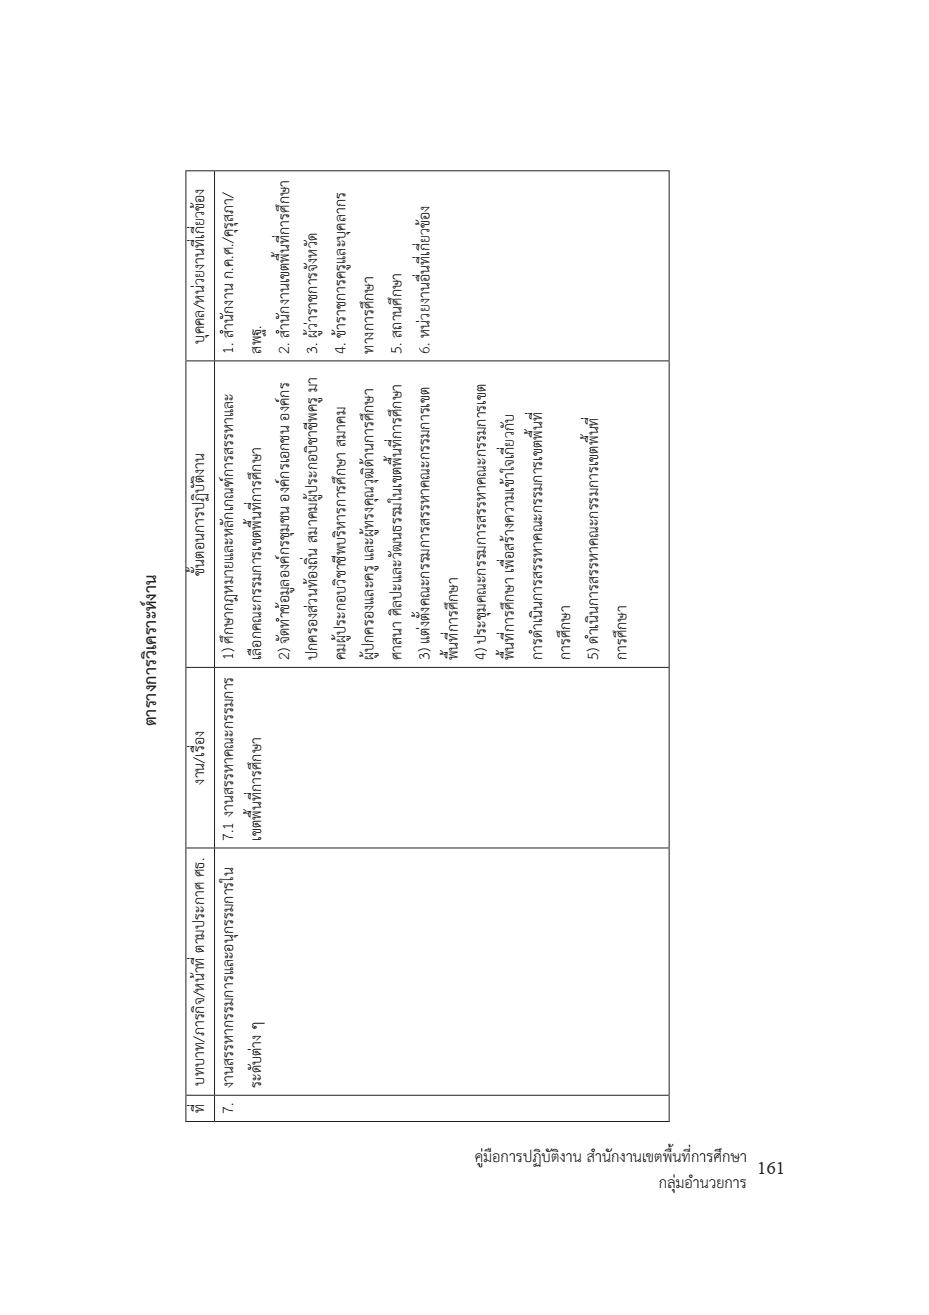 ตารางการวิเคราะห์งาน
ที่
บทบาท/ภารกิจ/หน้าที่ ตามประกาศ ศธ.
งาน/เรื่อง
ขั้นตอนการปฏิบัติงาน
บุคคล/หน่วยงานที่เกี่ยวข้อง
7.
งานสรรหากรรมการและอนุกรรมการใน
ระดับต่าง ๆ
7.1 งานสรรหาคณะกรรมการ
เขตพื้นที่การศึกษา
1) ศึกษากฎหมายและหลักเกณฑ์การสรรหาและ
เลือกคณะกรรมการเขตพื้นที่การศึกษา
2) จัดทำข้อมูลองค์กรชุมชน องค์กรเอกชน องค์กร
ปกครองส่วนท้องถิ่น สมาคมผู้ประกอบวิชาชีพครู มา
คมผู้ประกอบวิชาชีพบริหารการศึกษา สมาคม
ผู้ปกครองและครู และผู้ทรงคุณวุฒิด้านการศึกษา
ศาสนา ศิลปะและวัฒนธรรมในเขตพื้นที่การศึกษา
3) แต่งตั้งคณะกรรมการสรรหาคณะกรรมการเขต
พื้นที่การศึกษา
4) ประชุมคณะกรรมการสรรหาคณะกรรมการเขต
พื้นที่การศึกษา เพื่อสร้างความเข้าใจเกี่ยวกับ
การดำเนินการสรรหาคณะกรรมการเขตพื้นที่
การศึกษา
5) ดำเนินการสรรหาคณะกรรมการเขตพื้นที่
การศึกษา
1. สำนักงาน ก.ค.ศ./คุรุสภา/
สพฐ.
2. สำนักงานเขตพื้นที่การศึกษา
3. ผู้ว่าราชการจังหวัด
4. ข้าราชการครูและบุคลากร
ทางการศึกษา
5. สถานศึกษา
6. หน่วยงานอื่นที่เกี่ยวข้อง
คู่มือการปฏิบัติงาน สำนักงานเขตพื้นที่การศึกษา
กลุ่มอำนวยการ
161